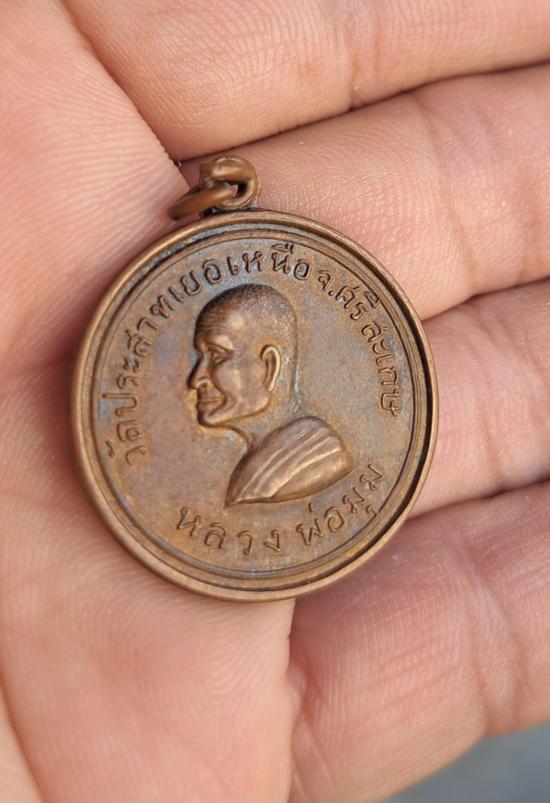 วัดประสาทเยอเหนือ จ.ศรีสะเกษ
หลวงพ่อมุม